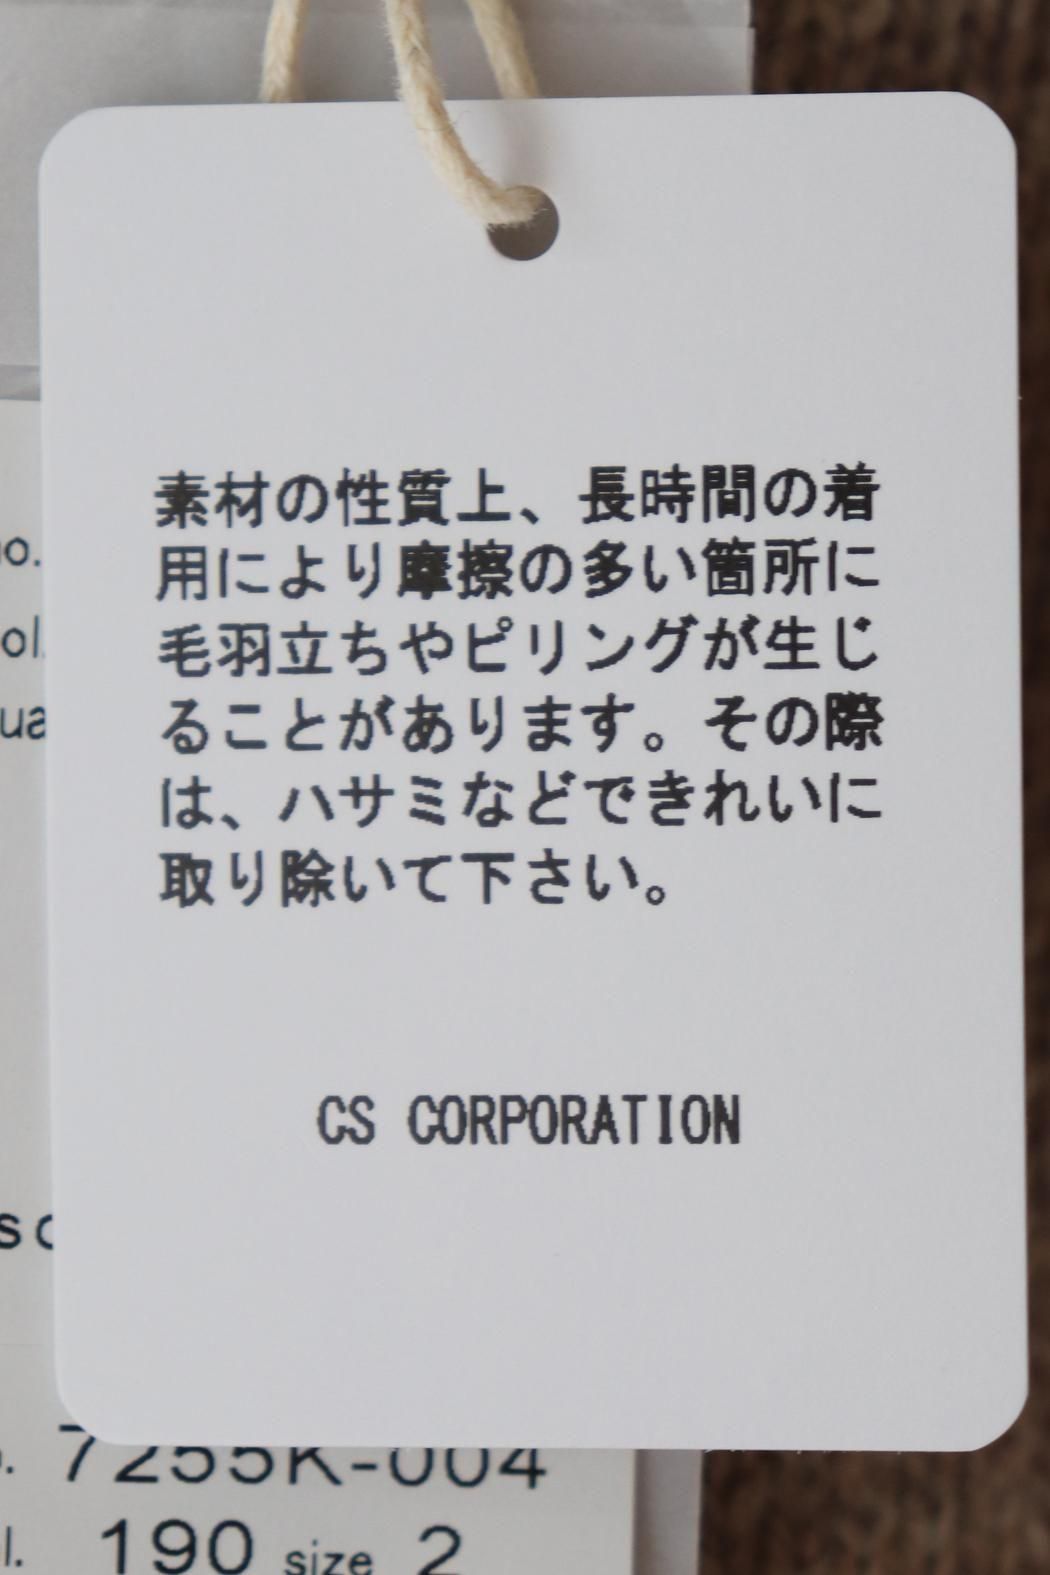 素材の性質上、長時間の着
用により摩擦の多い箇所に
毛羽立ちやピリングが生じ
ることがあります。その際
は、ハサミなどできれいに
取り除いて下さい。
CS CORPORATION
7255K-004
190 size 2